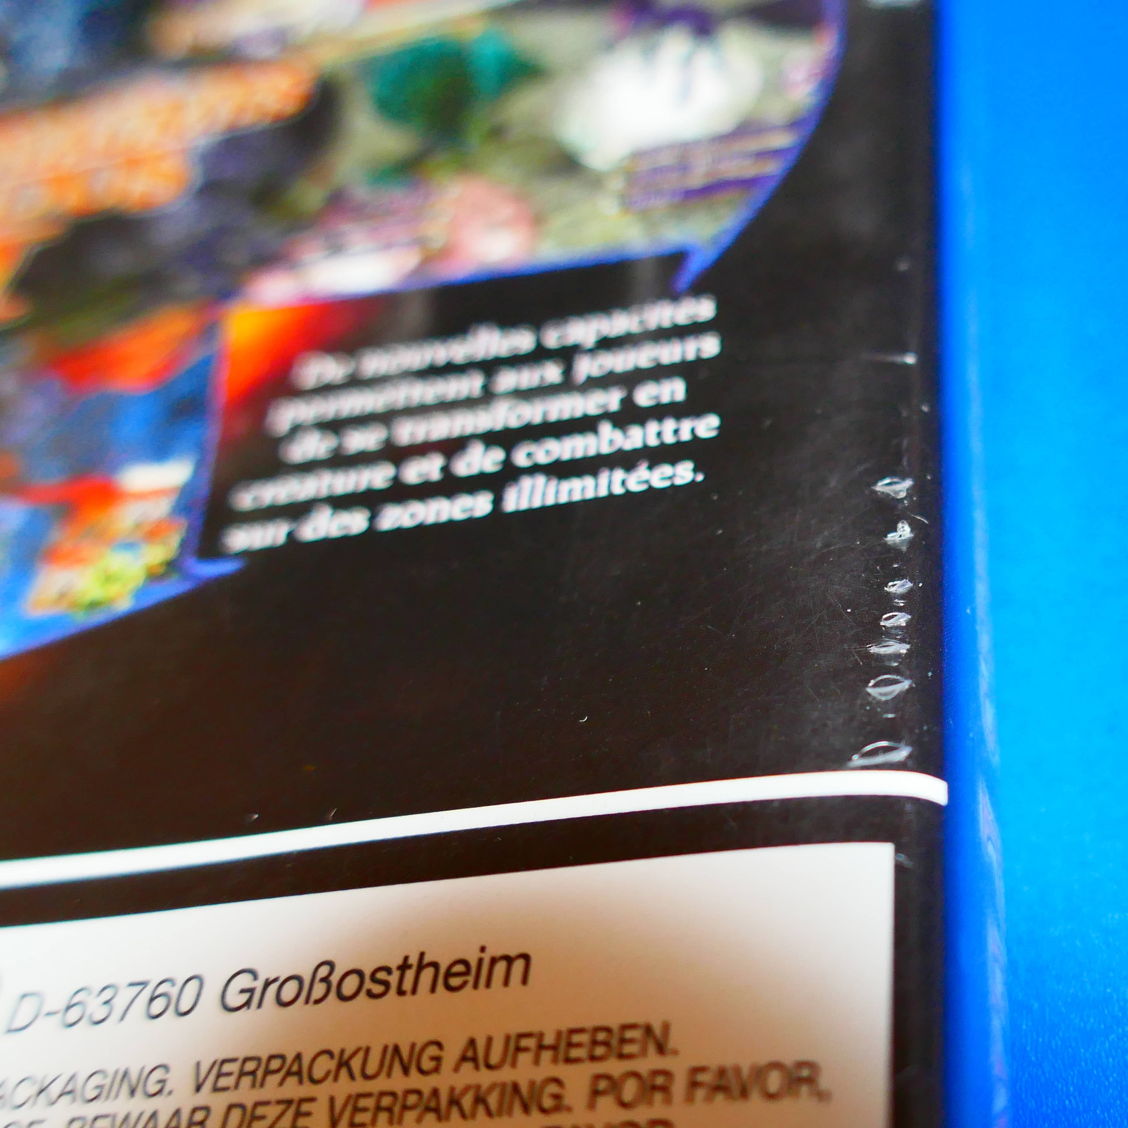 De nouvelles capacités
permettent aux joueurs
de se transformer en
créature et de combattre
sur des zones illimitées.
D-63760 Großostheim
ACKAGING. VERPACKUNG AUFHEBEN.
BEWAAR DEZE VERPAKKING. POR FAVOR,